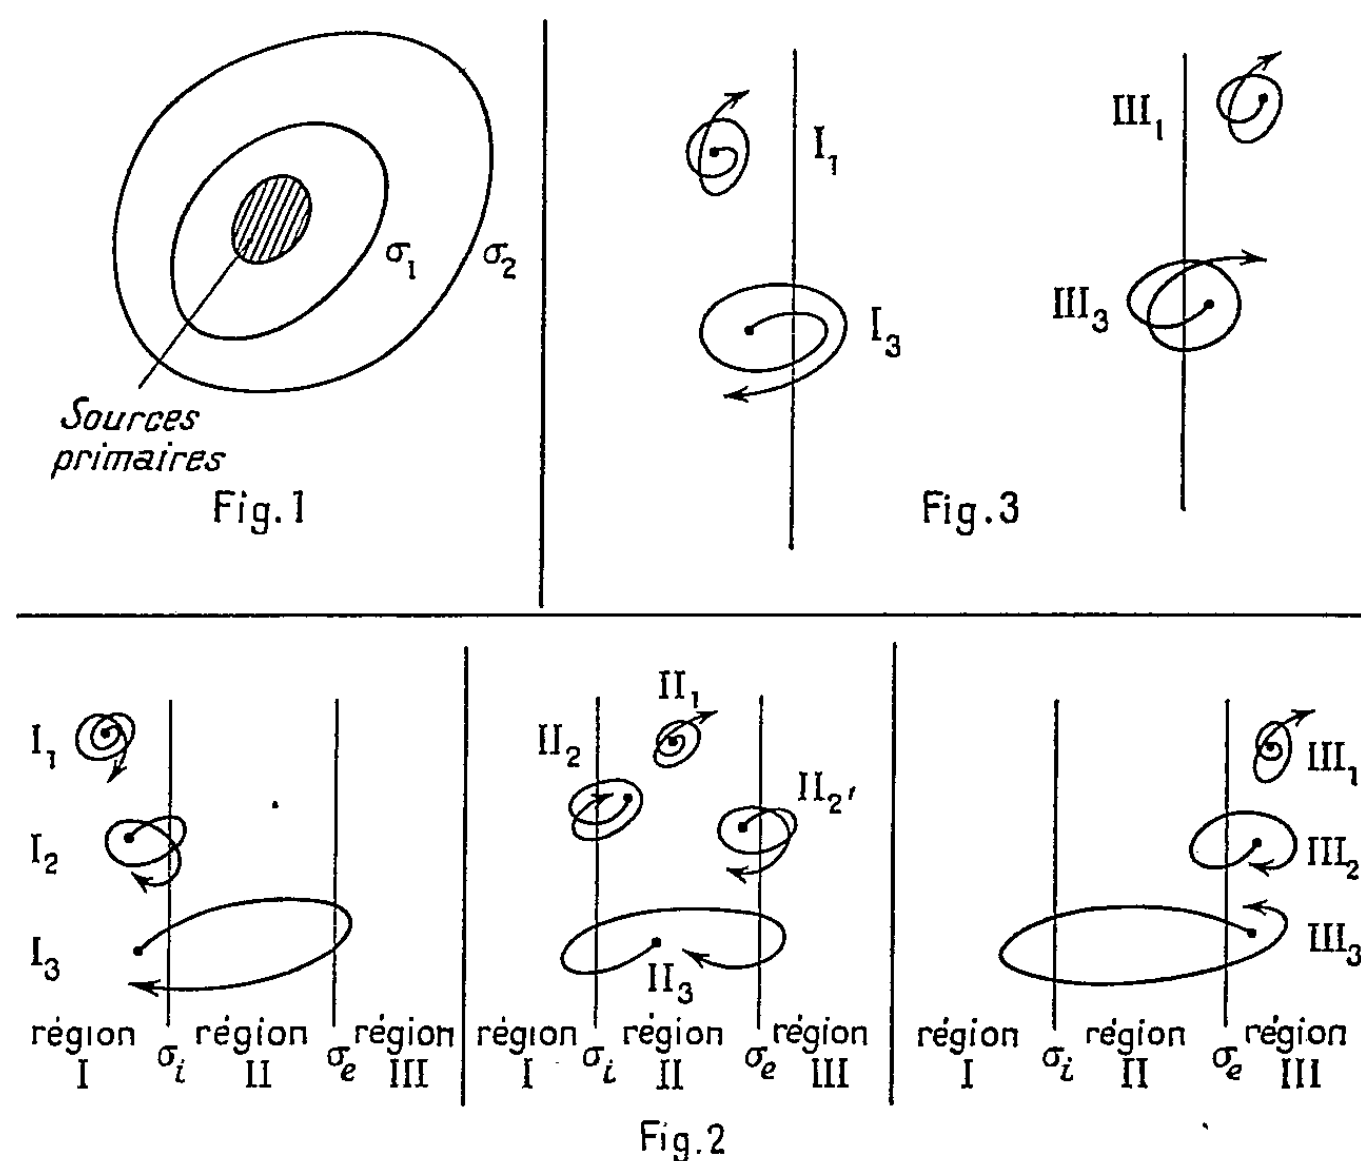 σ₁
σ₂
Sources
primaires
Fig.1
I₁
I₃
III₁
III₃
Fig.3
I₁
I₂
I₃
région I
σᵢ
région II
σₑ
région III
II₁
II₂
II₂′
II₃
région I
σᵢ
région II
σₑ
région III
III₁
III₂
III₃
région I
σᵢ
région II
σₑ
région III
Fig.2